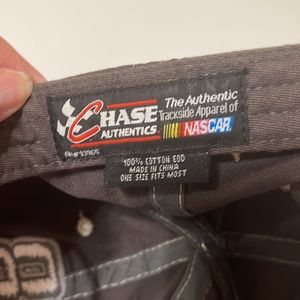 CHASE
AUTHENTICS
The Authentic
Trackside Apparel of
NASCAR
100% COTTON EOD
MADE IN CHINA
ONE SIZE FITS MOST